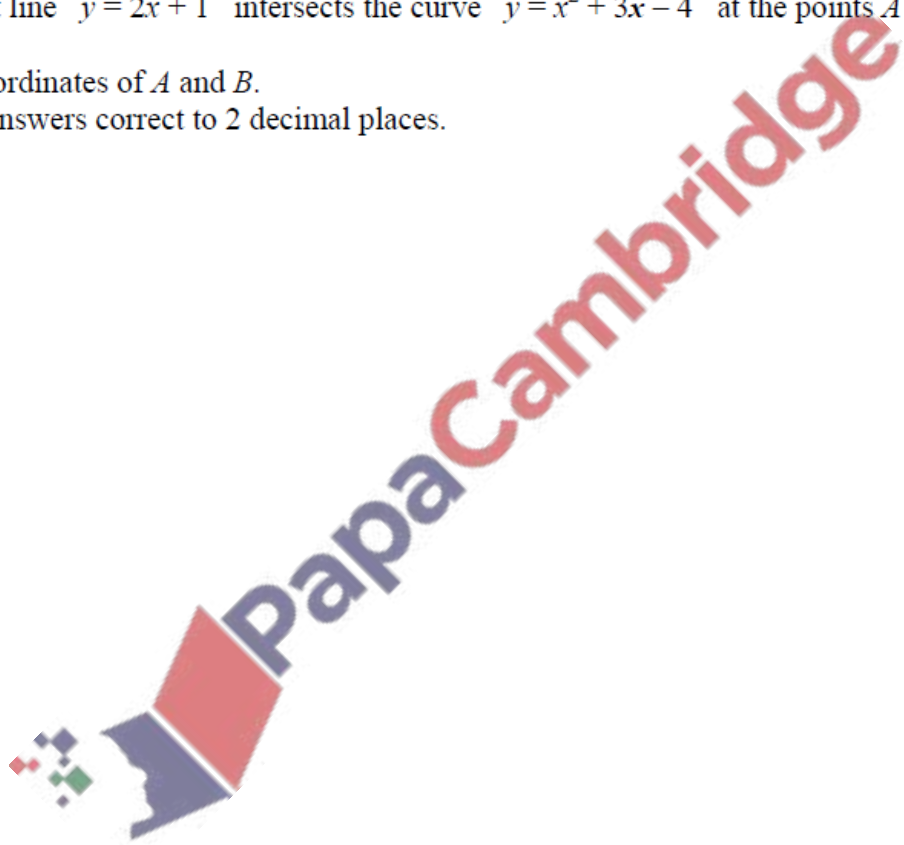 line y = 2x + 1 intersects the curve y = x² + 3x – 4 at the points A
ordinates of A and B.
nswers correct to 2 decimal places.
PapaCambridge